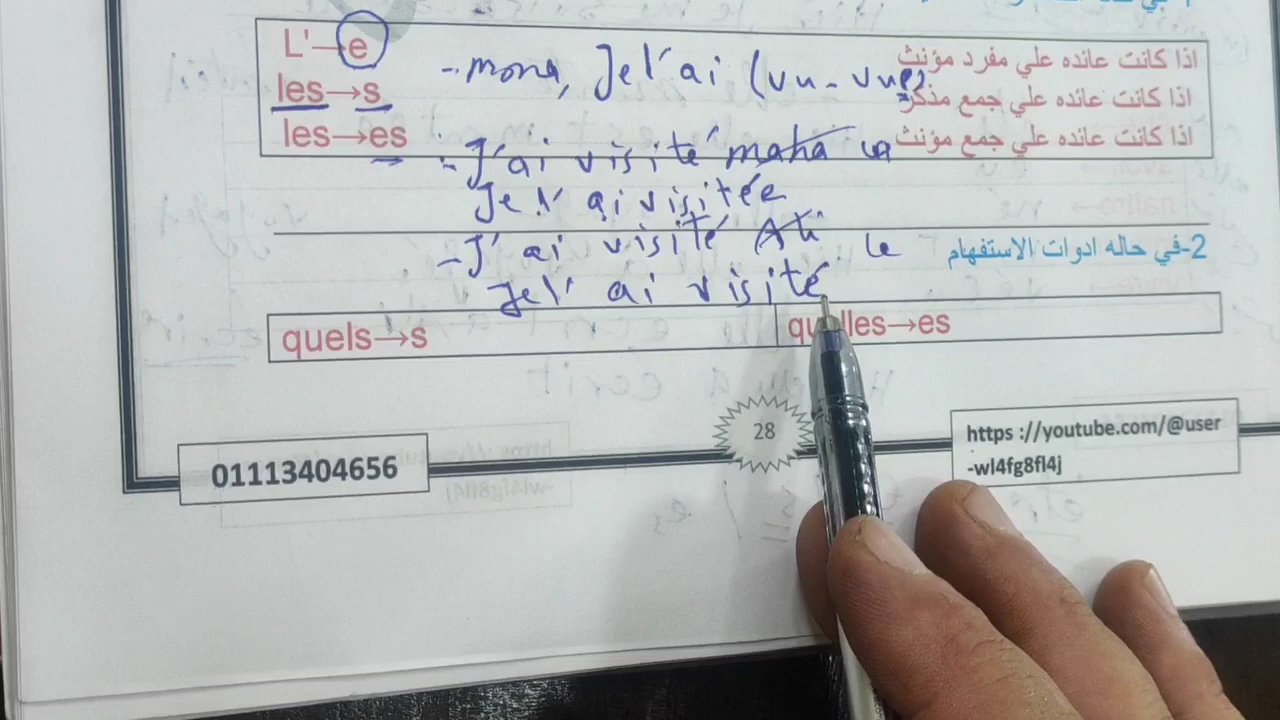 L'→e
اذا كانت عائده علي مفرد مؤنث
- mona, Je l'ai (vu - vue)
les→s
اذا كانت عائده علي جمع مذكر
les→es
اذا كانت عائده علي جمع مؤنث
- J'ai visité maha la
Je l'ai visitée
2-في حاله ادوات الاستفهام
- J'ai visité Ali le
Je l'ai visité
quels→s
quelles→es
28
01113404656
https ://youtube.com/@user
-wl4fg8fl4j